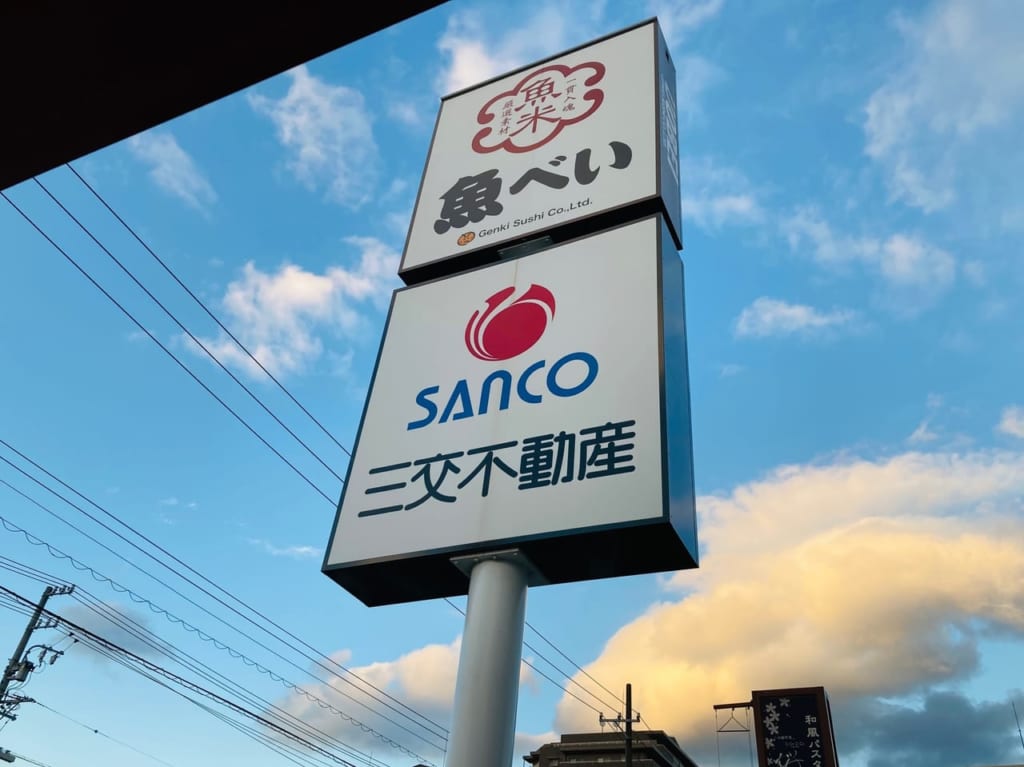 一貫入魂
魚米
厳選素材
魚べい
Genki Sushi Co.,Ltd.
SANCO
三交不動産
和風パスタ